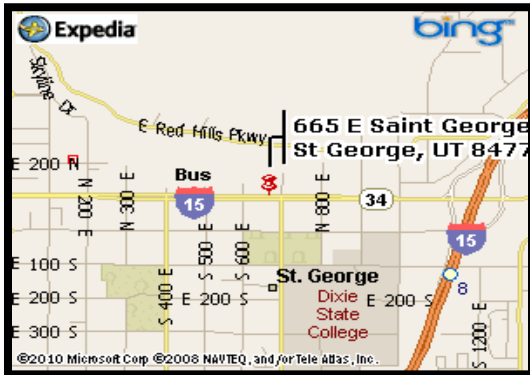 Expedia
bing™
Skyline Dr
E Red Hills Pkwy
665 E Saint George
St George, UT 8477
E 200 N
N 200 E
N 300 E
Bus
15
N 800 E
34
15
S 500 E
S 600 E
E 100 S
St. George
8
E 200 S
S 400 E
E 200 S
Dixie
State
College
E 200 S
E 300 S
S 1200 E
©2010 Microsoft Corp ©2008 NAVTEQ, and/or Tele Atlas, Inc.